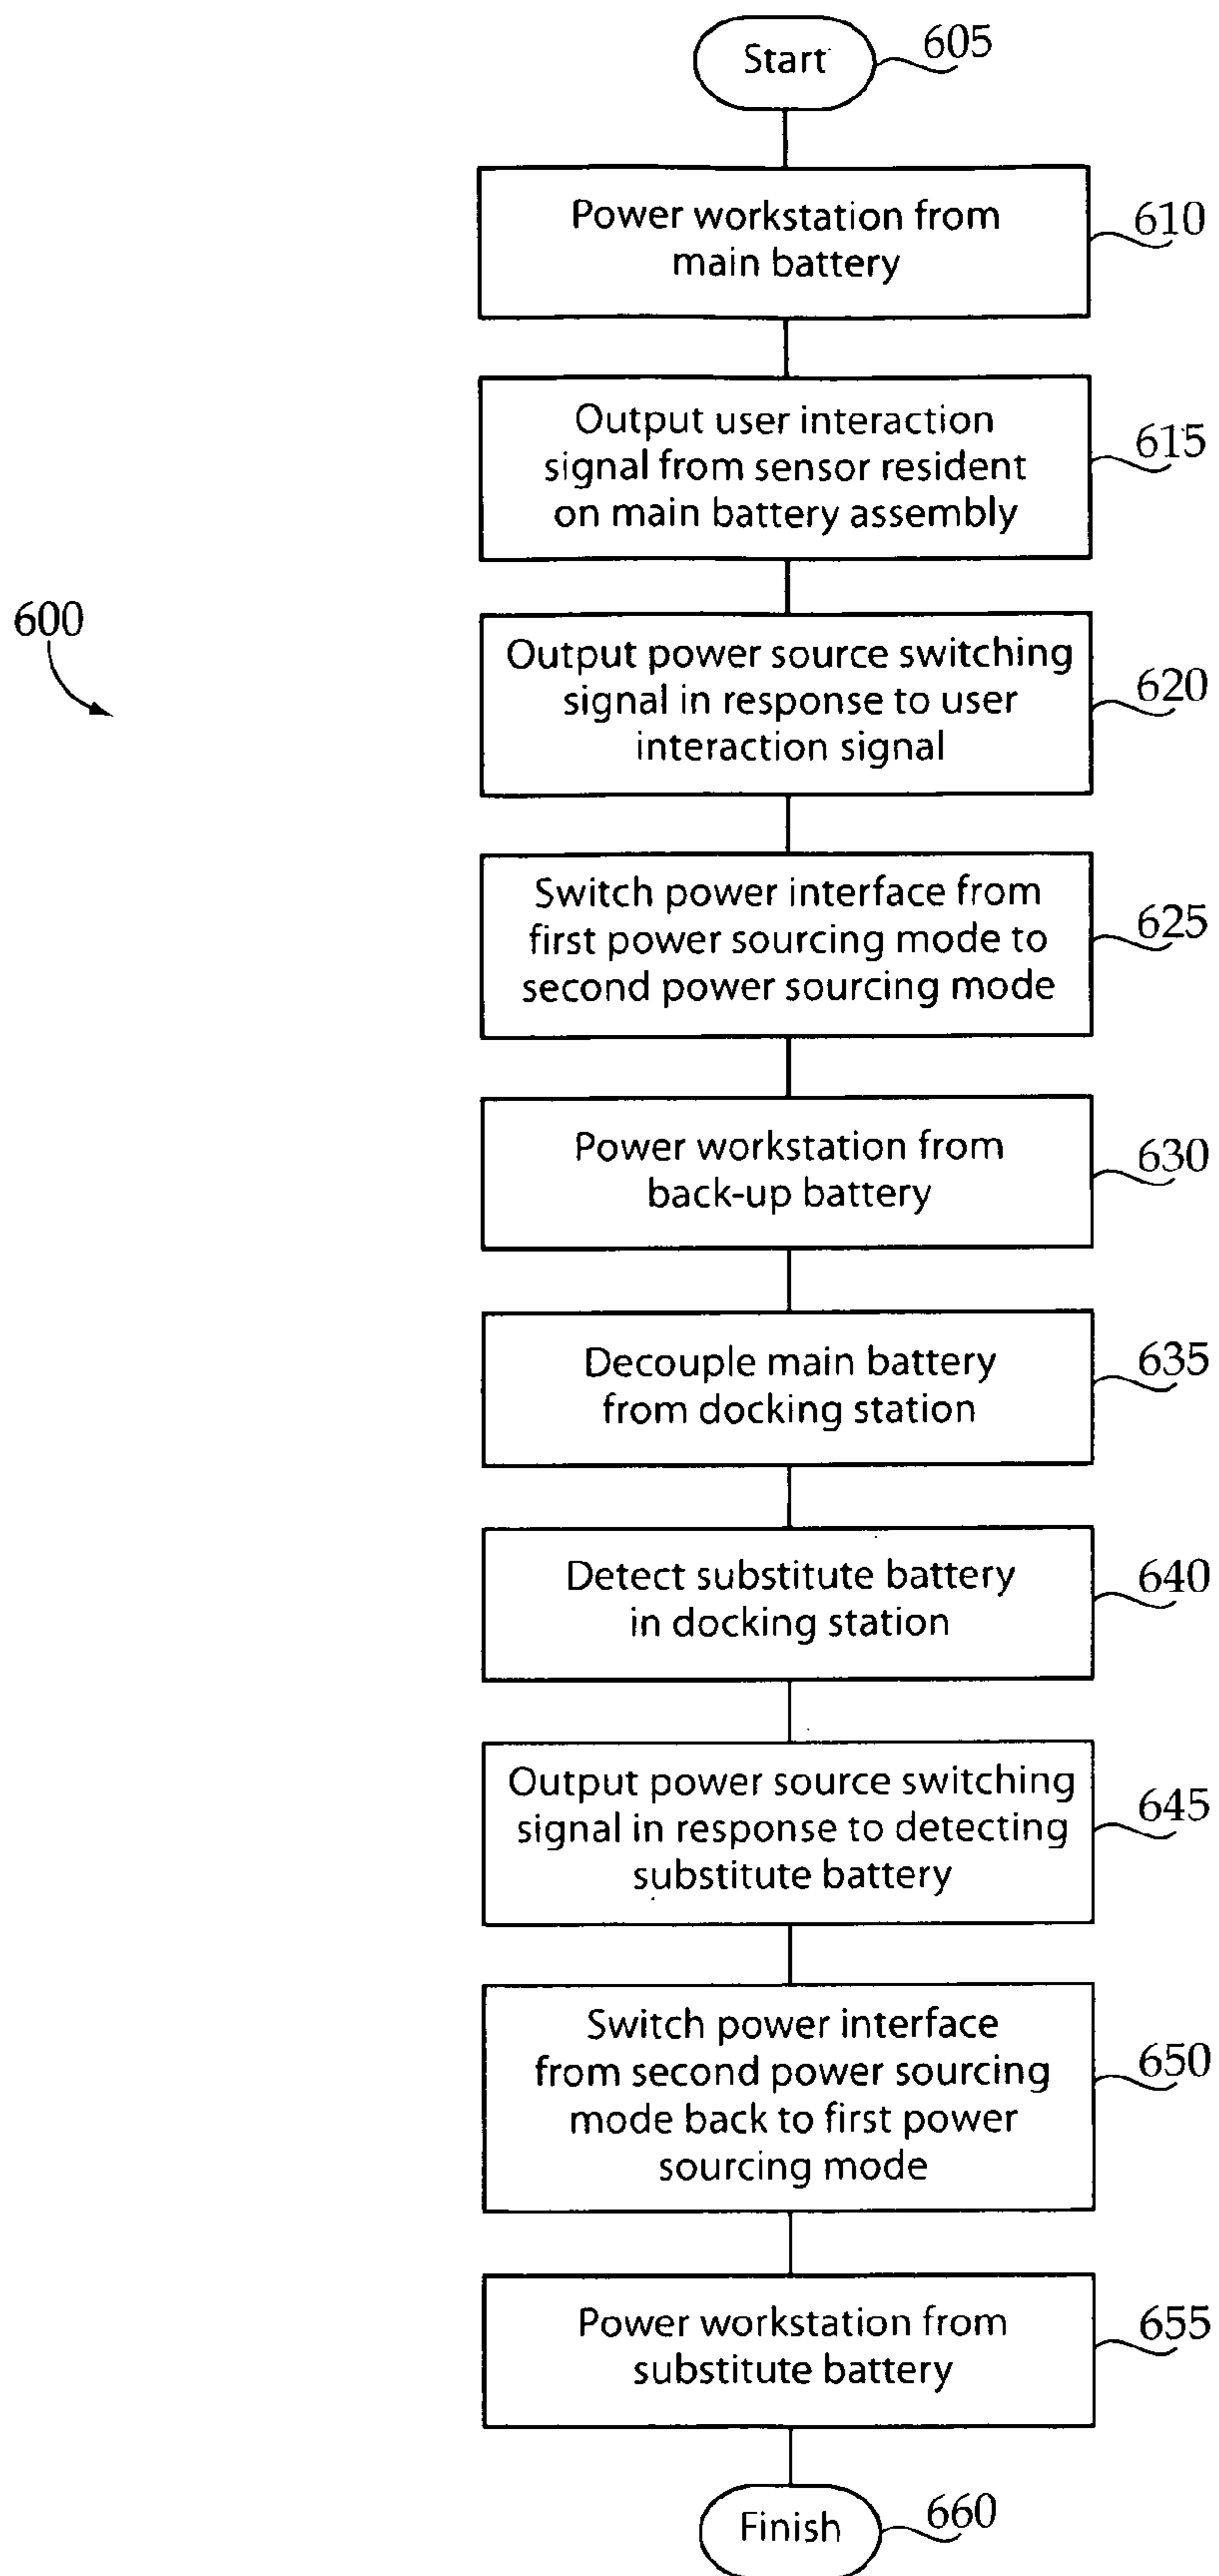 Start
605
Power workstation from
main battery
610
Output user interaction
signal from sensor resident
on main battery assembly
615
600
Output power source switching
signal in response to user
interaction signal
620
Switch power interface from
first power sourcing mode to
second power sourcing mode
625
Power workstation from
back-up battery
630
Decouple main battery
from docking station
635
Detect substitute battery
in docking station
640
Output power source switching
signal in response to detecting
substitute battery
645
Switch power interface
from second power sourcing
mode back to first power
sourcing mode
650
Power workstation from
substitute battery
655
Finish
660